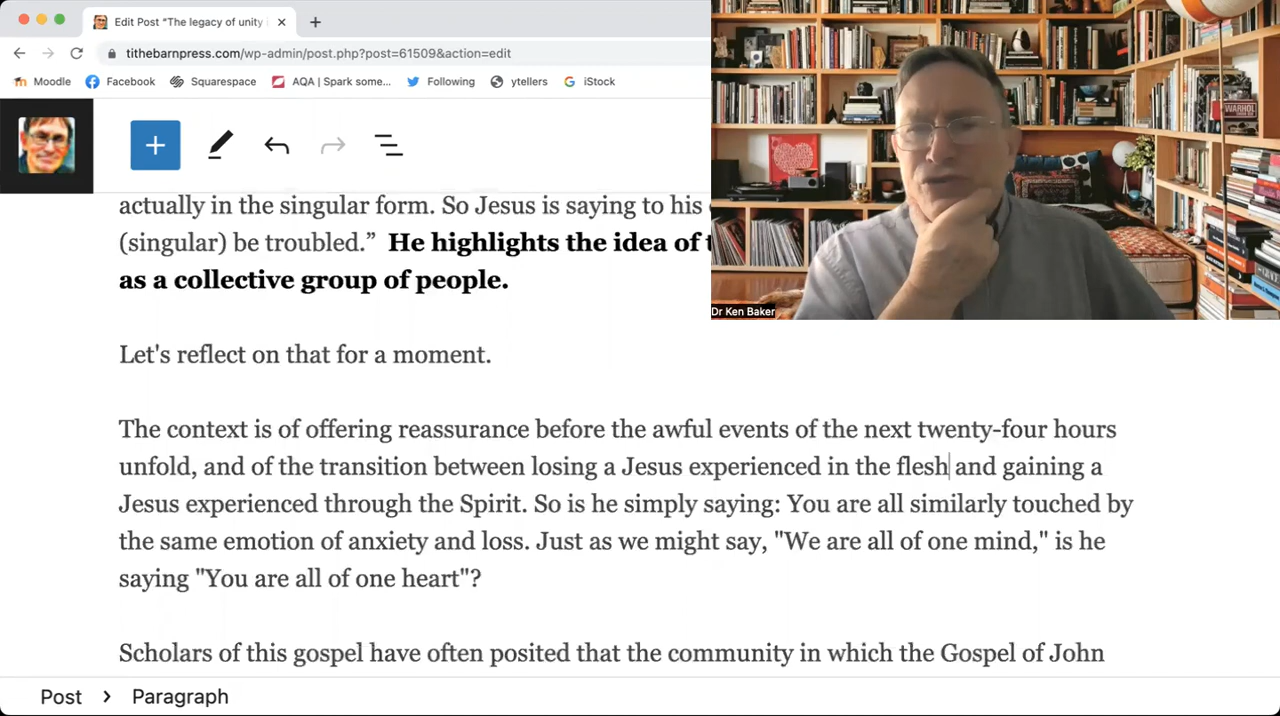 Edit Post “The legacy of unity
tithebarnpress.com/wp-admin/post.php?post=61509&action=edit
Moodle Facebook Squarespace AQA | Spark some... Following ytellers iStock
WARHOL
Dr Ken Baker
actually in the singular form. So Jesus is saying to his
(singular) be troubled.” He highlights the idea of
as a collective group of people.
Let's reflect on that for a moment.
The context is of offering reassurance before the awful events of the next twenty-four hours
unfold, and of the transition between losing a Jesus experienced in the flesh and gaining a
Jesus experienced through the Spirit. So is he simply saying: You are all similarly touched by
the same emotion of anxiety and loss. Just as we might say, "We are all of one mind," is he
saying "You are all of one heart"?
Scholars of this gospel have often posited that the community in which the Gospel of John
Post > Paragraph